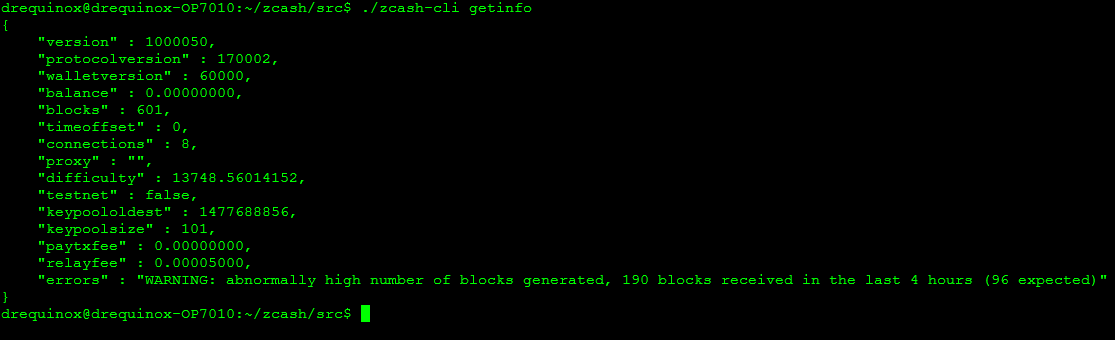 drequinox@drequinox-OP7010:~/zcash/src$ ./zcash-cli getinfo
{
    "version" : 1000050,
    "protocolversion" : 170002,
    "walletversion" : 60000,
    "balance" : 0.00000000,
    "blocks" : 601,
    "timeoffset" : 0,
    "connections" : 8,
    "proxy" : "",
    "difficulty" : 13748.56014152,
    "testnet" : false,
    "keypoololdest" : 1477688856,
    "keypoolsize" : 101,
    "paytxfee" : 0.00000000,
    "relayfee" : 0.00005000,
    "errors" : "WARNING: abnormally high number of blocks generated, 190 blocks received in the last 4 hours (96 expected)"
}
drequinox@drequinox-OP7010:~/zcash/src$